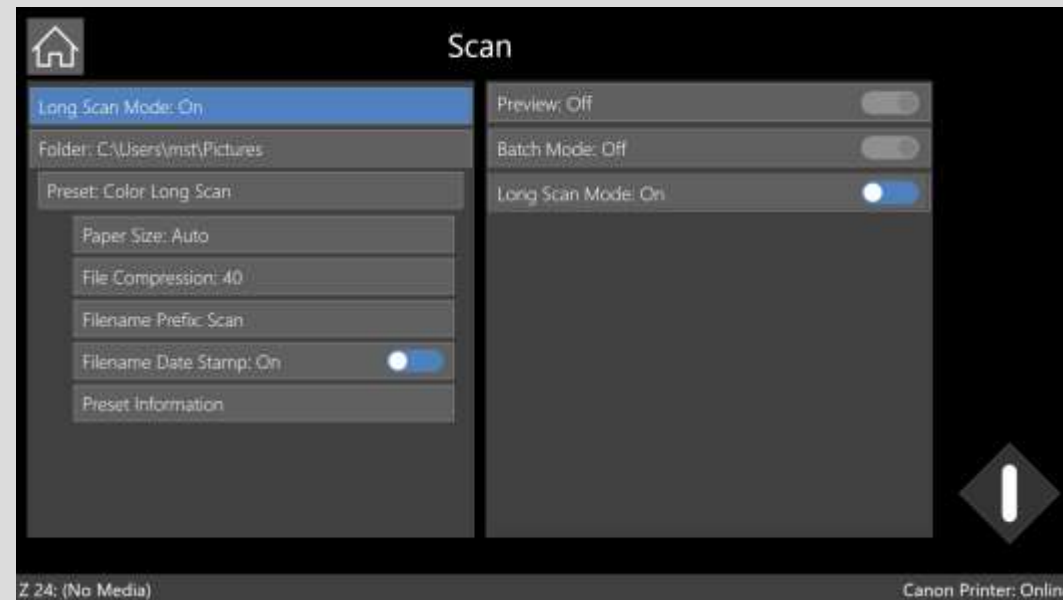 Scan
Long Scan Mode: On
Folder: C:\Users\mst\Pictures
Preset: Color Long Scan
Paper Size: Auto
File Compression: 40
Filename Prefix: Scan
Filename Date Stamp: On
Preset Information
Preview: Off
Batch Mode: Off
Long Scan Mode: On
Z 24: (No Media)
Canon Printer: Onlin